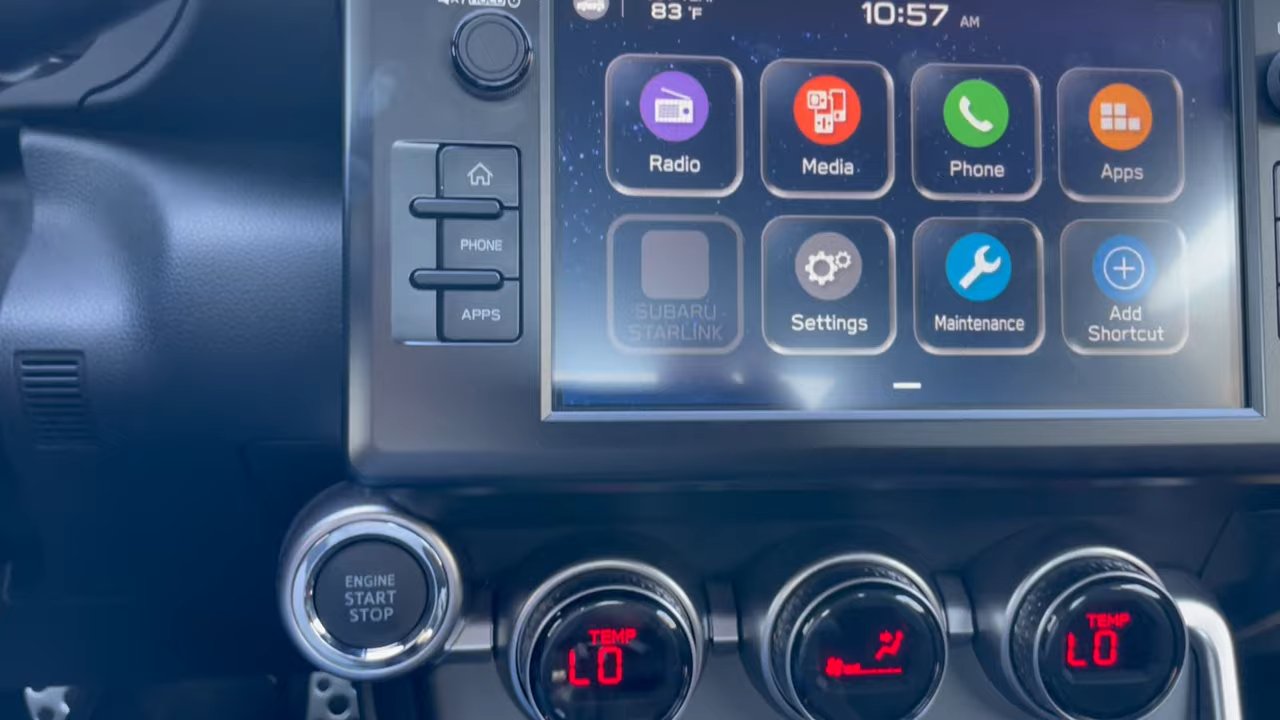 83 °F
10:57 AM
Radio
Media
Phone
Apps
PHONE
APPS
SUBARU
STARLINK
Settings
Maintenance
Add
Shortcut
ENGINE
START
STOP
TEMP
LO
TEMP
LO